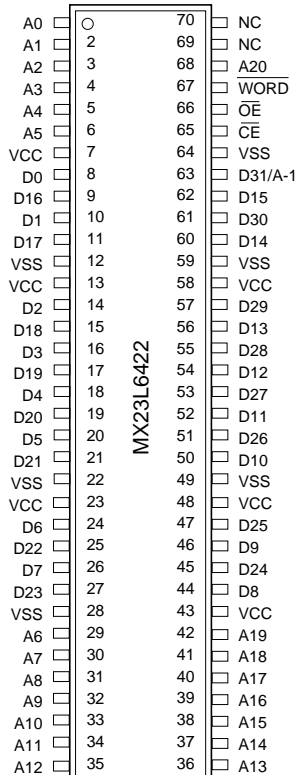 A0 70 NC
A1 2 69 NC
A2 3 68 A20
A3 4 67 WORD
A4 5 66 OE
A5 6 65 CE
VCC 7 64 VSS
D0 8 63 D31/A-1
D16 9 62 D15
D1 10 61 D30
D17 11 60 D14
VSS 12 59 VSS
VCC 13 58 VCC
D2 14 57 D29
D18 15 56 D13
D3 16 55 D28
D19 17 54 D12
D4 18 53 D27
D20 19 52 D11
D5 20 51 D26
D21 21 50 D10
VSS 22 49 VSS
VCC 23 48 VCC
D6 24 47 D25
D22 25 46 D9
D7 26 45 D24
D23 27 44 D8
VSS 28 43 VCC
A6 29 42 A19
A7 30 41 A18
A8 31 40 A17
A9 32 39 A16
A10 33 38 A15
A11 34 37 A14
A12 35 36 A13
MX23L6422